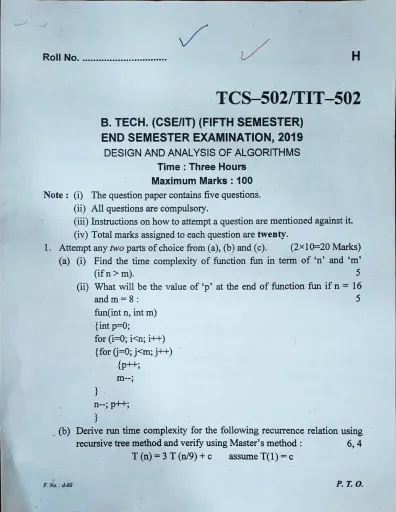 Roll No. ..............................
H
TCS–502/TIT–502
B. TECH. (CSE/IT) (FIFTH SEMESTER)
END SEMESTER EXAMINATION, 2019
DESIGN AND ANALYSIS OF ALGORITHMS
Time : Three Hours
Maximum Marks : 100
Note : (i) The question paper contains five questions.
(ii) All questions are compulsory.
(iii) Instructions on how to attempt a question are mentioned against it.
(iv) Total marks assigned to each question are twenty.
1. Attempt any two parts of choice from (a), (b) and (c). (2×10=20 Marks)
(a) (i) Find the time complexity of function fun in term of ‘n’ and ‘m’
(if n > m). 5
(ii) What will be the value of ‘p’ at the end of function fun if n = 16
and m = 8 : 5
fun(int n, int m)
{int p=0;
for (i=0; i<n; i++)
{for (j=0; j<m; j++)
{p++;
m--;
}
n--; p++;
}
(b) Derive run time complexity for the following recurrence relation using
recursive tree method and verify using Master’s method : 6, 4
T (n) = 3 T (n/9) + c assume T(1) = c
F. No. : d-60
P. T. O.